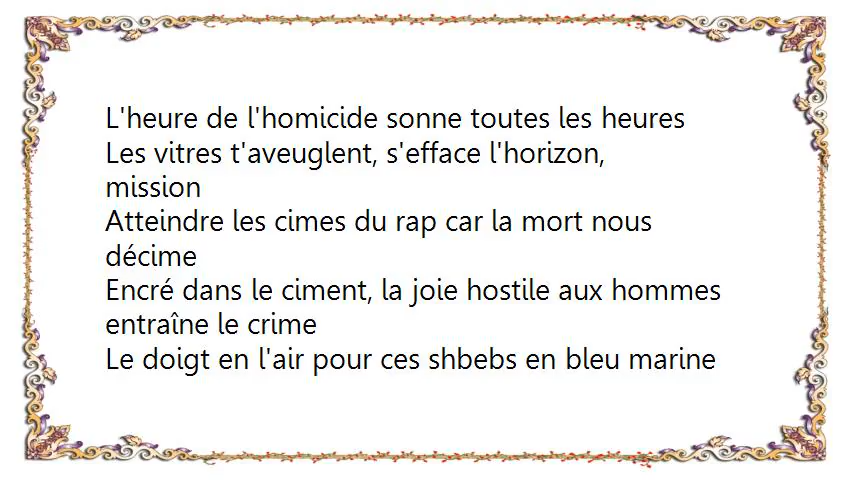 L'heure de l'homicide sonne toutes les heures
Les vitres t'aveuglent, s'efface l'horizon,
mission
Atteindre les cimes du rap car la mort nous
décime
Encré dans le ciment, la joie hostile aux hommes
entraîne le crime
Le doigt en l'air pour ces shbebs en bleu marine